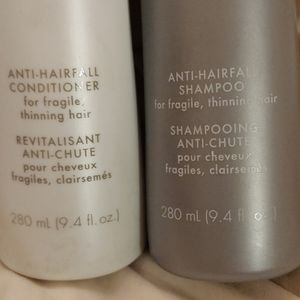 ANTI-HAIRFALL
CONDITIONER
for fragile,
thinning hair
REVITALISANT
ANTI-CHUTE
pour cheveux
fragiles, clairsemés
280 mL (9.4 fl. oz.)
ANTI-HAIRFALL
SHAMPOO
for fragile, thinning hair
SHAMPOOING
ANTI-CHUTE
pour cheveux
fragiles, clairsemés
280 mL (9.4 fl. oz.)